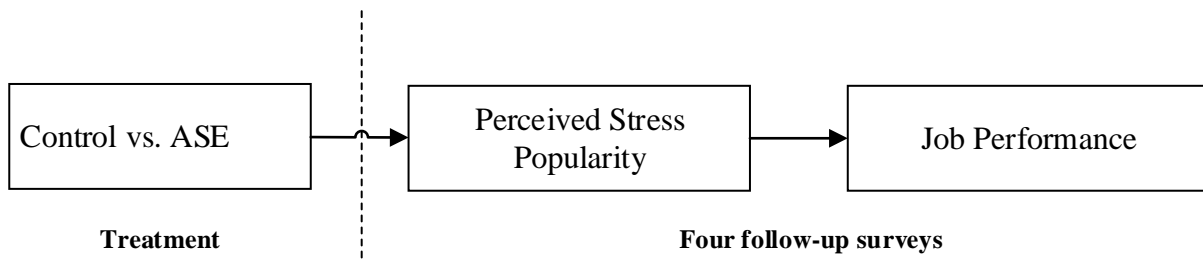 Control vs. ASE
Perceived Stress
Popularity
Job Performance
Treatment
Four follow-up surveys